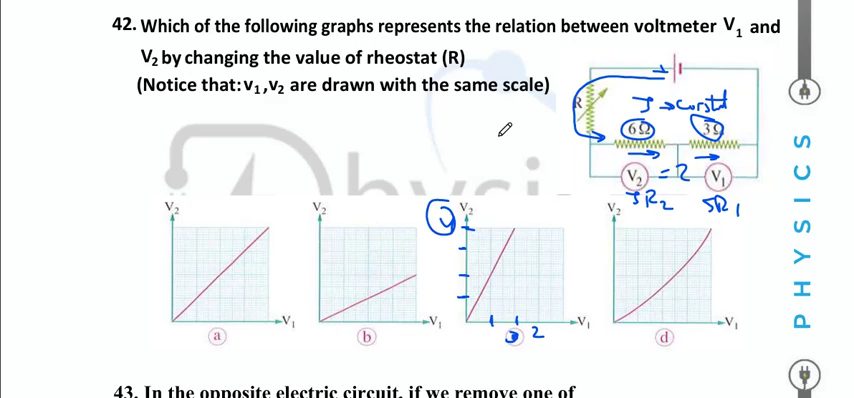 42. Which of the following graphs represents the relation between voltmeter V₁ and
V₂ by changing the value of rheostat (R)
(Notice that: v₁ ,v₂ are drawn with the same scale)
R
6Ω
3Ω
V₂ = 2 V₁
R₂
R₁
PHYSICS
V₂
V₁
a
V₂
V₁
b
V₂
V₁
2
V₂
V₁
d
43. In the opposite electric circuit, if we remove one of